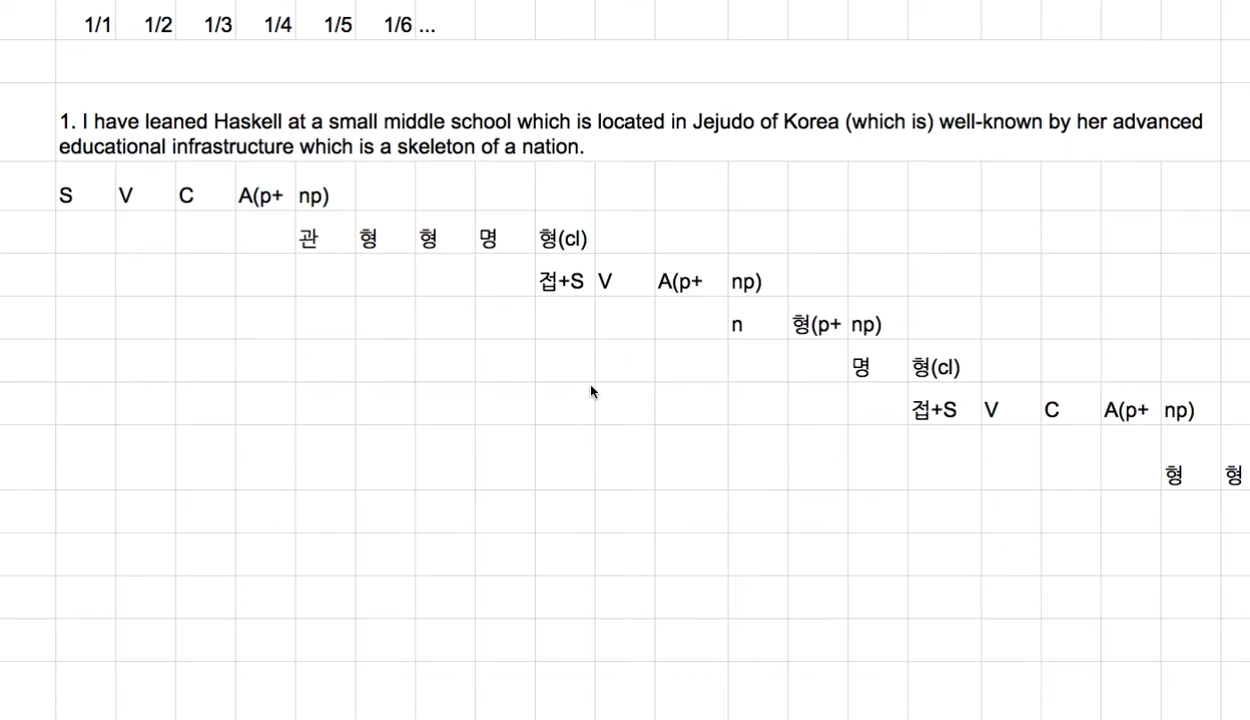 1/1 1/2 1/3 1/4 1/5 1/6 ...
1. I have leaned Haskell at a small middle school which is located in Jejudo of Korea (which is) well-known by her advanced
educational infrastructure which is a skeleton of a nation.
S V C A(p+ np)
관 형 형 명 형(cl)
접+S V A(p+ np)
n 형(p+ np)
명 형(cl)
접+S V C A(p+ np)
형 형